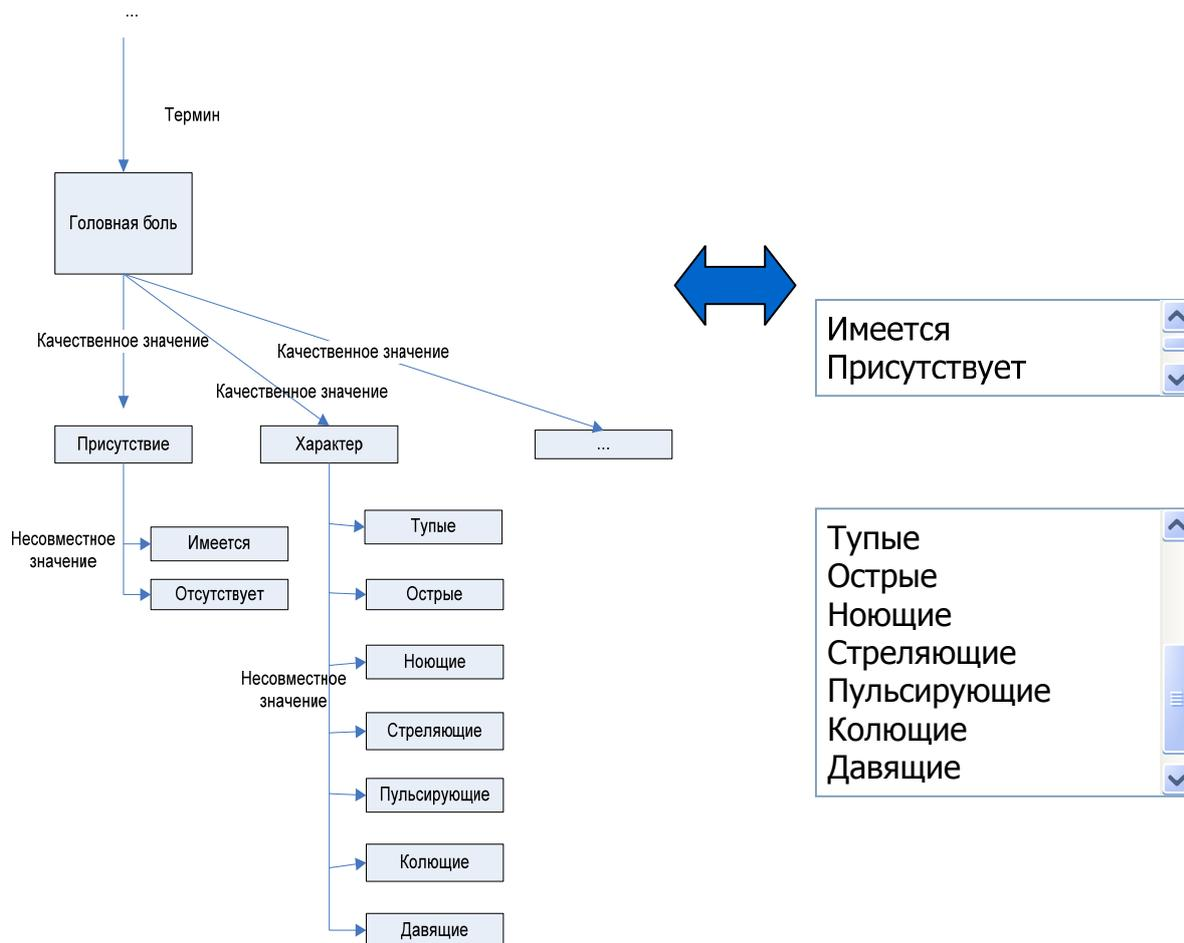 ...
Термин
Головная боль
Качественное значение
Качественное значение
Качественное значение
Присутствие
Характер
...
Несовместное
значение
Имеется
Отсутствует
Несовместное
значение
Тупые
Острые
Ноющие
Стреляющие
Пульсирующие
Колющие
Давящие
Имеется
Присутствует
Тупые
Острые
Ноющие
Стреляющие
Пульсирующие
Колющие
Давящие